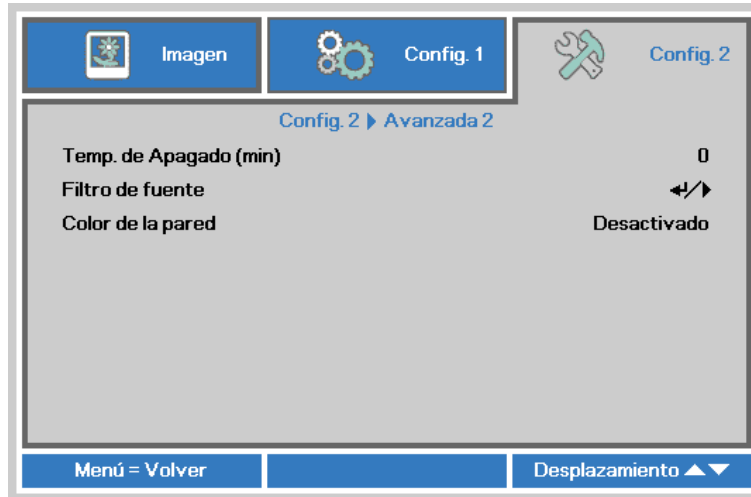 Imagen
Config. 1
Config. 2
Config. 2 Avanzada 2
Temp. de Apagado (min) 0
Filtro de fuente
Color de la pared Desactivado
Menú = Volver
Desplazamiento